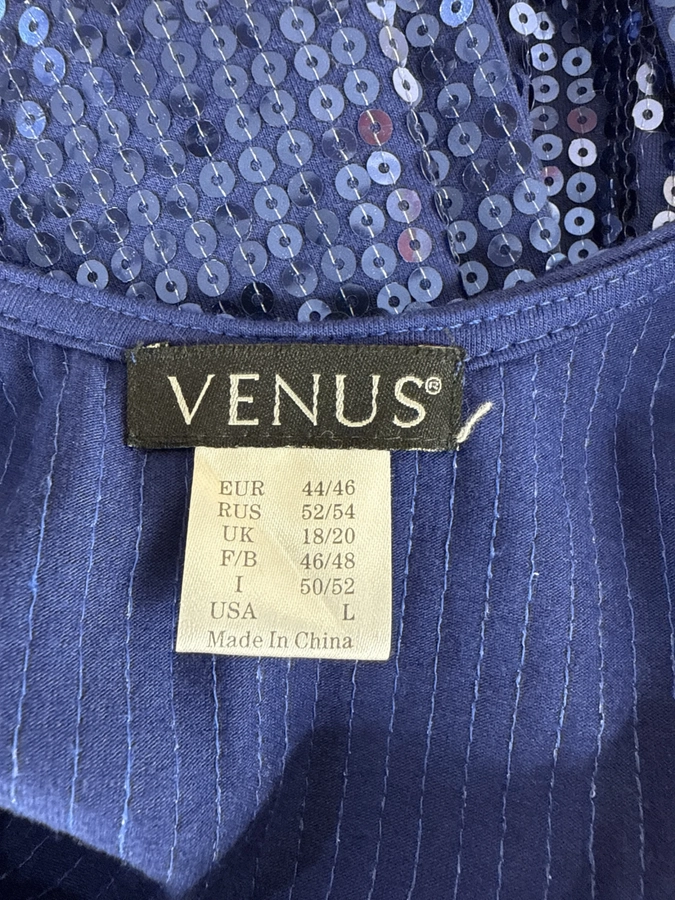 VENUS®
EUR 44/46
RUS 52/54
UK 18/20
F/B 46/48
I 50/52
USA L
Made In China